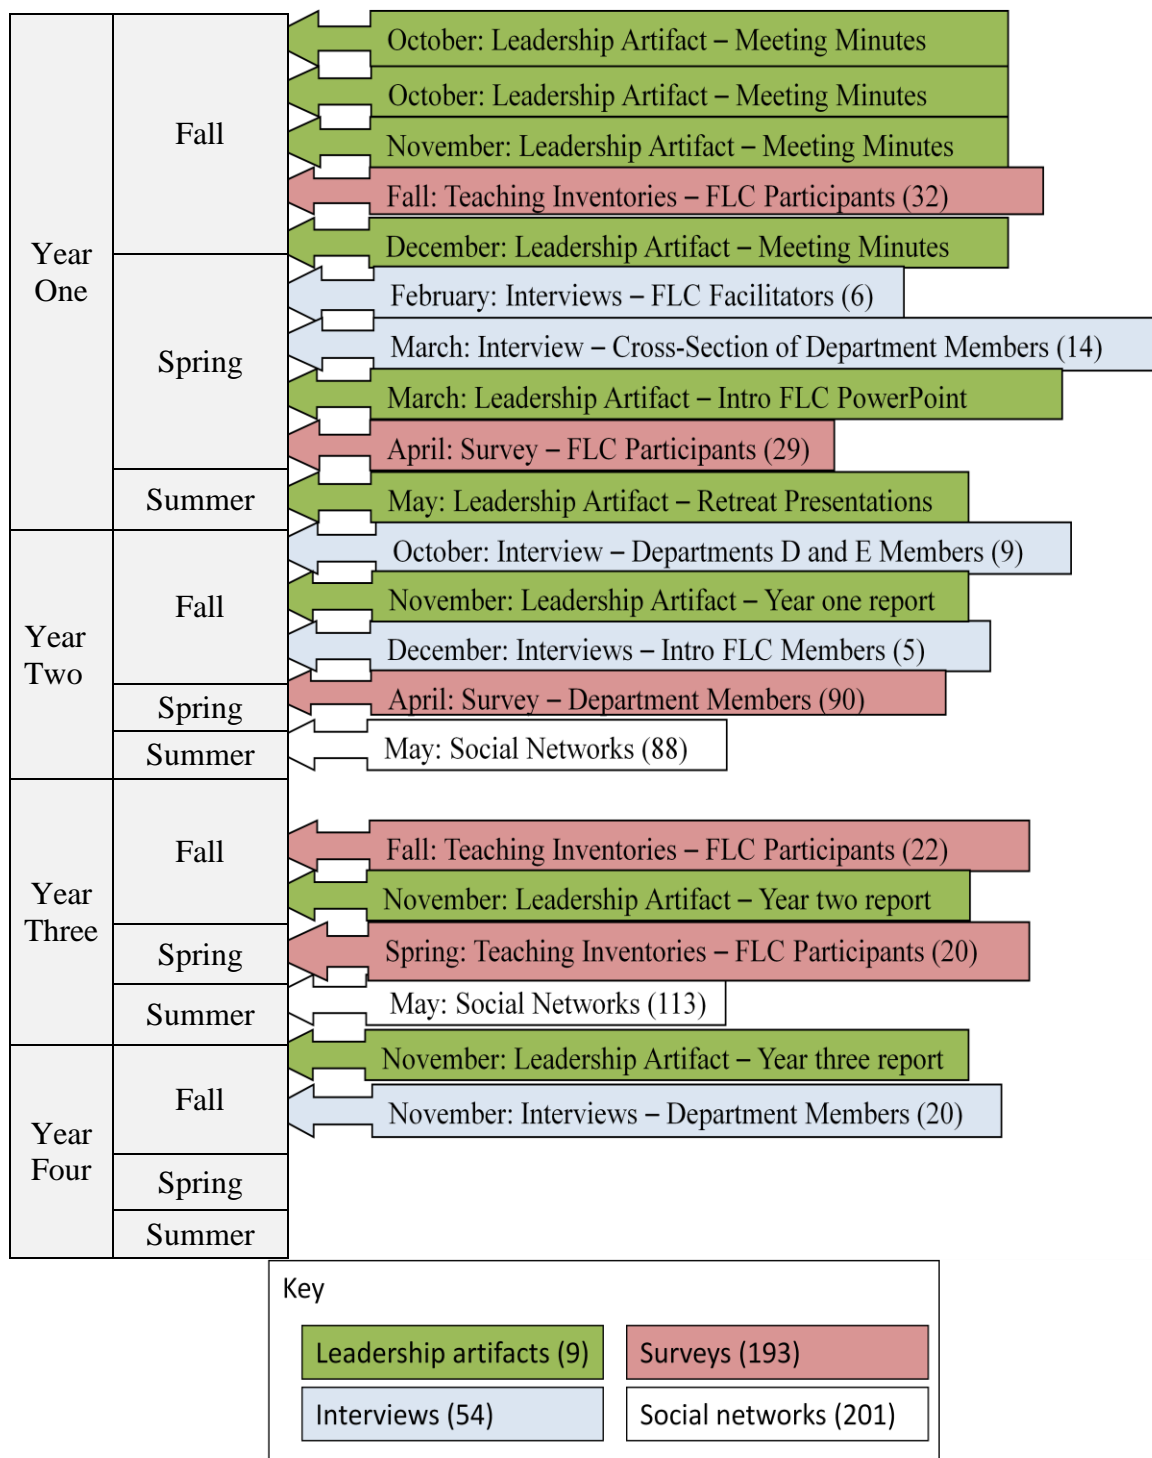 Year
One
Fall
October: Leadership Artifact – Meeting Minutes
October: Leadership Artifact – Meeting Minutes
November: Leadership Artifact – Meeting Minutes
Fall: Teaching Inventories – FLC Participants (32)
December: Leadership Artifact – Meeting Minutes
Spring
February: Interviews – FLC Facilitators (6)
March: Interview – Cross-Section of Department Members (14)
March: Leadership Artifact – Intro FLC PowerPoint
April: Survey – FLC Participants (29)
Summer
May: Leadership Artifact – Retreat Presentations
Year
Two
Fall
October: Interview – Departments D and E Members (9)
November: Leadership Artifact – Year one report
December: Interviews – Intro FLC Members (5)
Spring
April: Survey – Department Members (90)
Summer
May: Social Networks (88)
Year
Three
Fall
Fall: Teaching Inventories – FLC Participants (22)
November: Leadership Artifact – Year two report
Spring
Spring: Teaching Inventories – FLC Participants (20)
Summer
May: Social Networks (113)
Year
Four
Fall
November: Leadership Artifact – Year three report
November: Interviews – Department Members (20)
Spring
Summer
Key
Leadership artifacts (9)
Surveys (193)
Interviews (54)
Social networks (201)